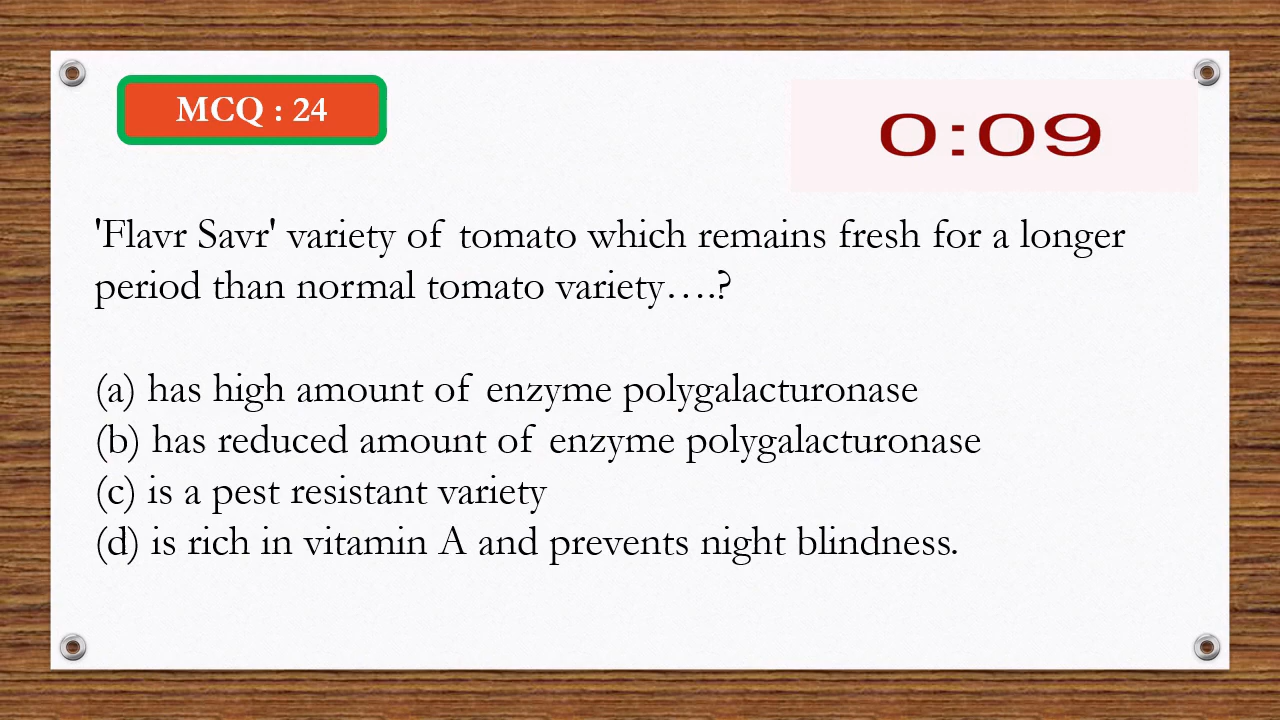 MCQ : 24
0:09
'Flavr Savr' variety of tomato which remains fresh for a longer
period than normal tomato variety….?
(a) has high amount of enzyme polygalacturonase
(b) has reduced amount of enzyme polygalacturonase
(c) is a pest resistant variety
(d) is rich in vitamin A and prevents night blindness.